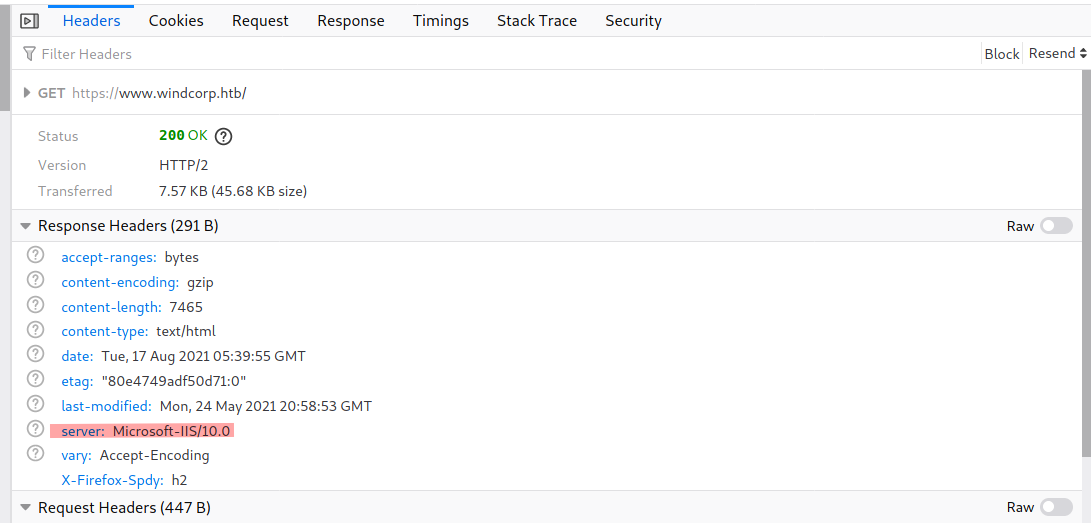 Headers Cookies Request Response Timings Stack Trace Security
Filter Headers Block Resend
GET https://www.windcorp.htb/
Status 200 OK ?
Version HTTP/2
Transferred 7.57 KB (45.68 KB size)
Response Headers (291 B) Raw
? accept-ranges: bytes
? content-encoding: gzip
? content-length: 7465
? content-type: text/html
? date: Tue, 17 Aug 2021 05:39:55 GMT
? etag: "80e4749adf50d71:0"
? last-modified: Mon, 24 May 2021 20:58:53 GMT
? server: Microsoft-IIS/10.0
? vary: Accept-Encoding
X-Firefox-Spdy: h2
Request Headers (447 B) Raw